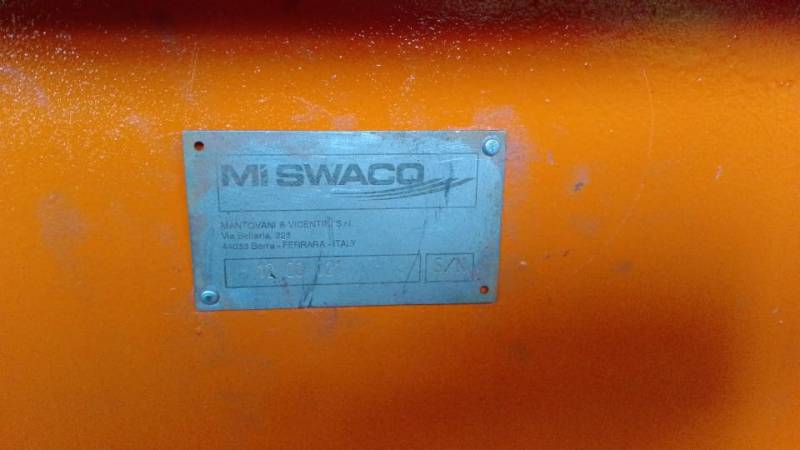 Mi SWACO
MANTOVANI & VICENTINI S.r.l.
Via Bellaria, 225
44033 Berra - FERRARA - ITALY
S/N